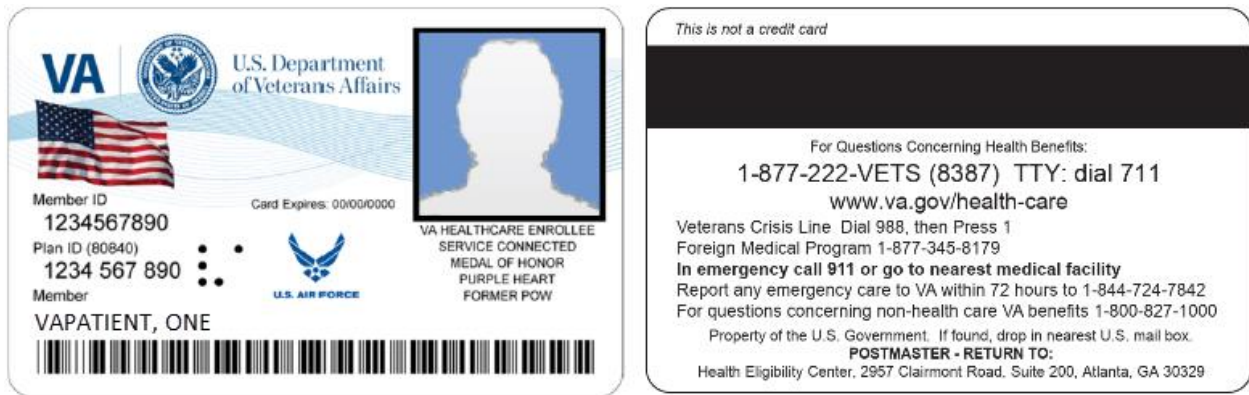 VA
U.S. Department
of Veterans Affairs
Member ID
1234567890
Card Expires: 00/00/0000
Plan ID (80840)
1234 567 890
Member
VAPATIENT, ONE
U.S. AIR FORCE
VA HEALTHCARE ENROLLEE
SERVICE CONNECTED
MEDAL OF HONOR
PURPLE HEART
FORMER POW
This is not a credit card
For Questions Concerning Health Benefits:
1-877-222-VETS (8387) TTY: dial 711
www.va.gov/health-care
Veterans Crisis Line Dial 988, then Press 1
Foreign Medical Program 1-877-345-8179
In emergency call 911 or go to nearest medical facility
Report any emergency care to VA within 72 hours to 1-844-724-7842
For questions concerning non-health care VA benefits 1-800-827-1000
Property of the U.S. Government. If found, drop in nearest U.S. mail box.
POSTMASTER - RETURN TO:
Health Eligibility Center, 2957 Clairmont Road, Suite 200, Atlanta, GA 30329